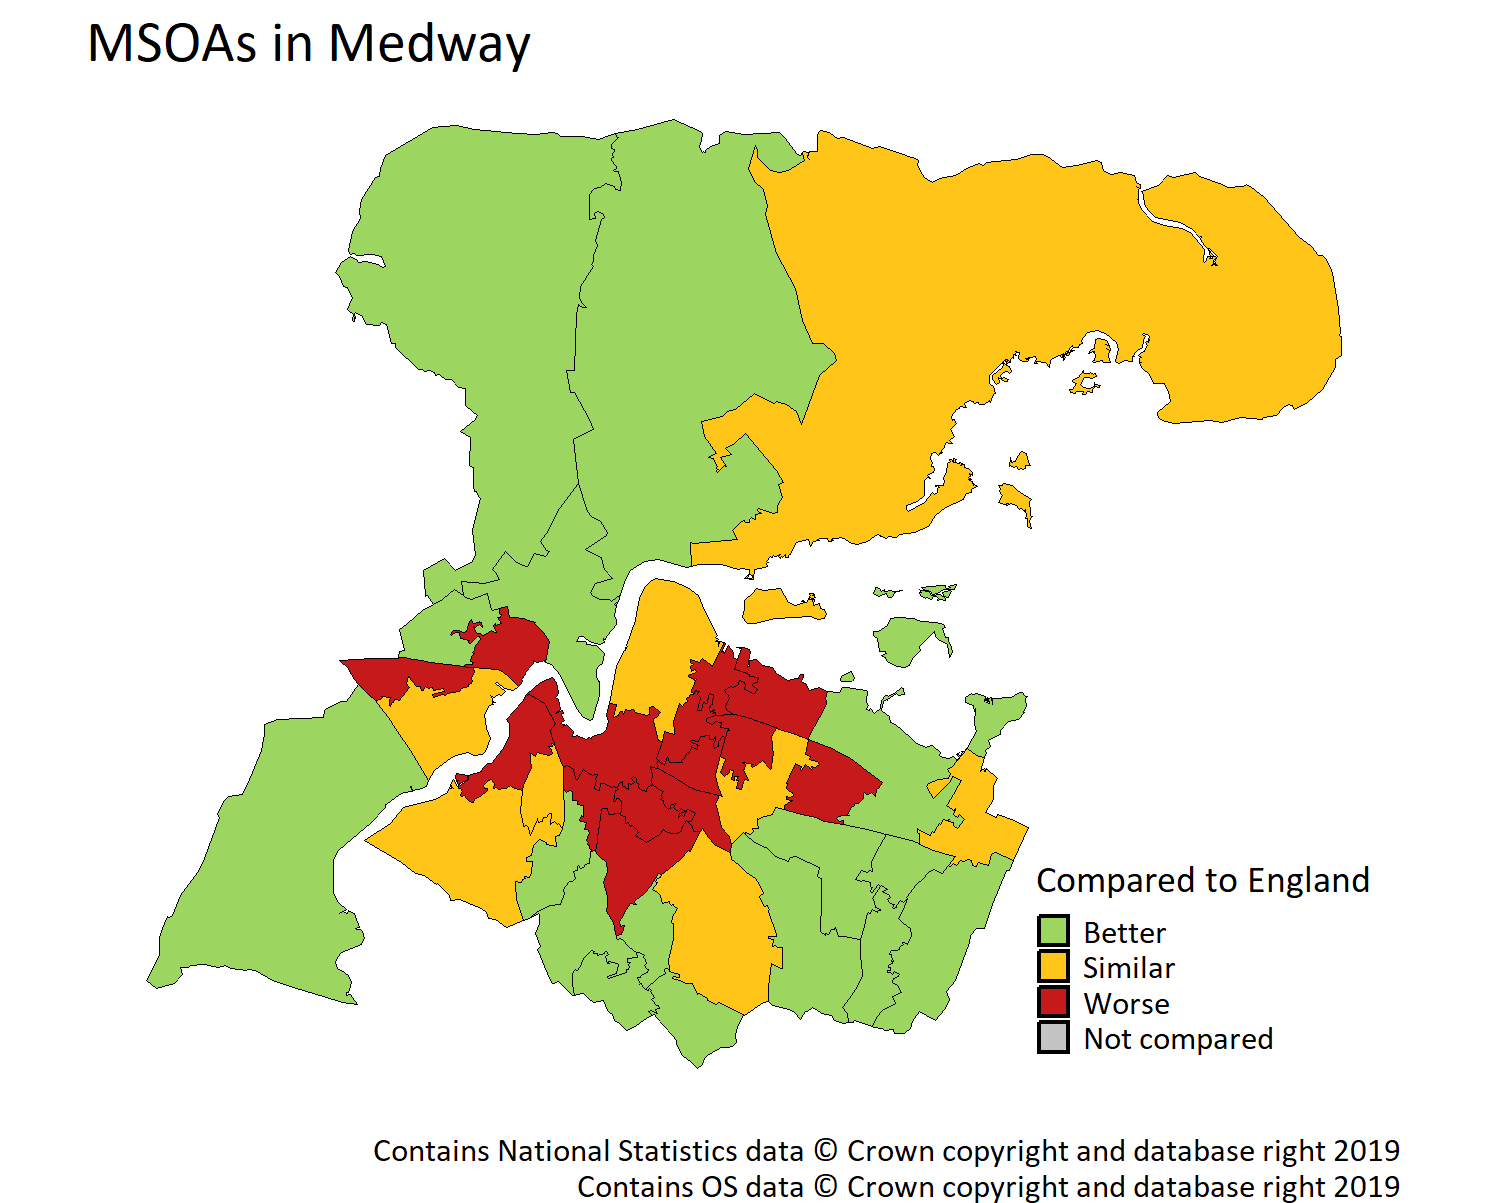 MSOAs in Medway
Compared to England
Better
Similar
Worse
Not compared
Contains National Statistics data © Crown copyright and database right 2019
Contains OS data © Crown copyright and database right 2019